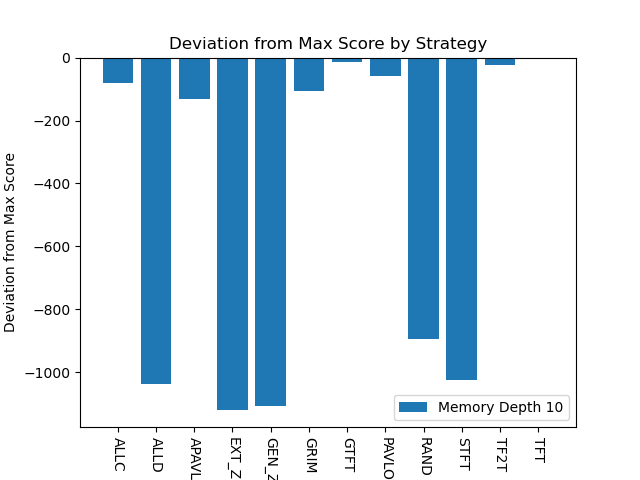 Deviation from Max Score by Strategy
Deviation from Max Score
0
−200
−400
−600
−800
−1000
Memory Depth 10
ALLC
ALLD
APAVL
EXT_Z
GEN_Z
GRIM
GTFT
PAVLO
RAND
STFT
TF2T
TFT